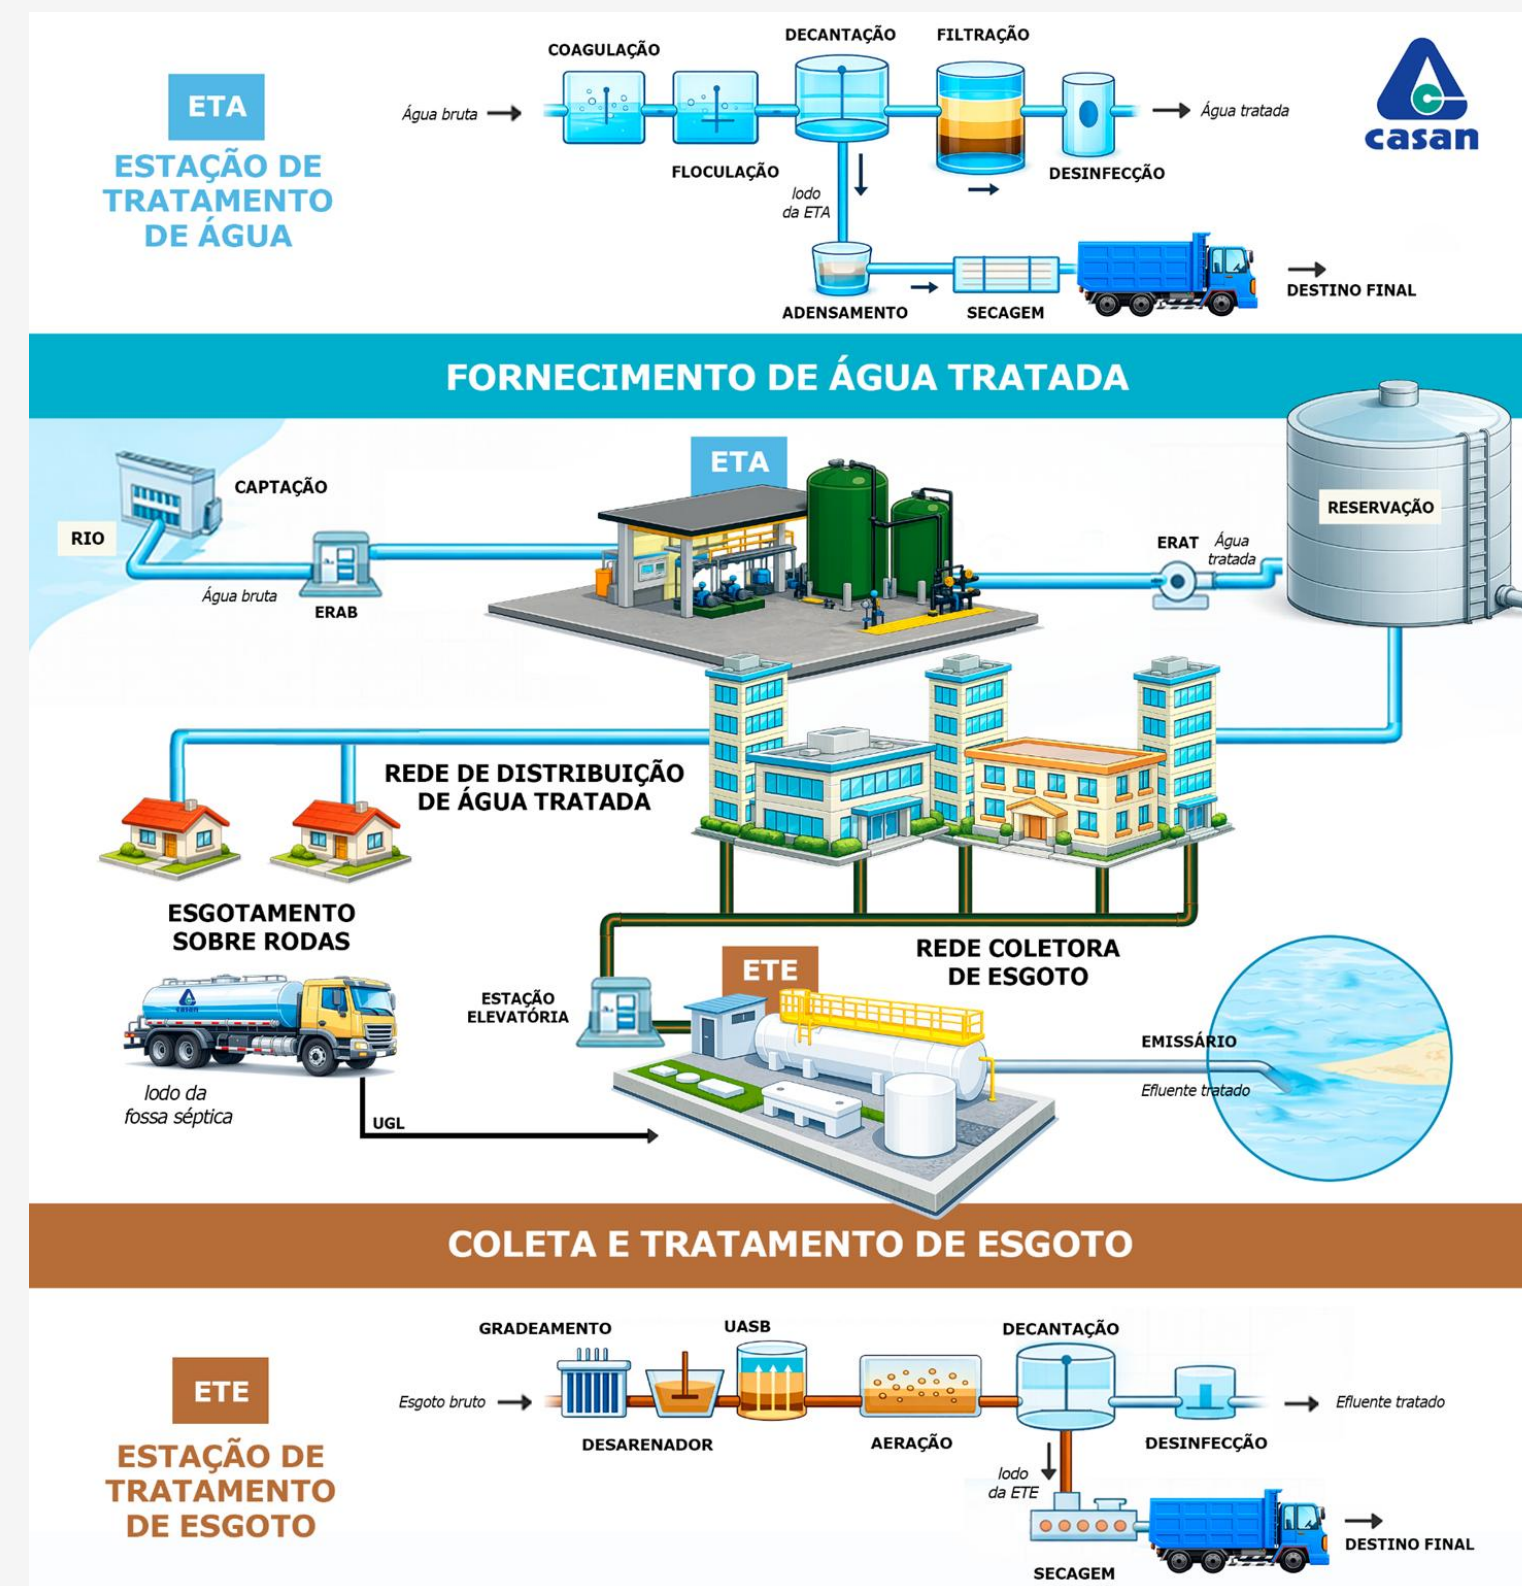 ETA
ESTAÇÃO DE
TRATAMENTO
DE ÁGUA
Água bruta
COAGULAÇÃO
FLOCULAÇÃO
DECANTAÇÃO
FILTRAÇÃO
DESINFECÇÃO
Água tratada
casan
lodo
da ETA
ADENSAMENTO
SECAGEM
DESTINO FINAL
FORNECIMENTO DE ÁGUA TRATADA
RIO
CAPTAÇÃO
Água bruta
ERAB
ETA
ERAT
Água
tratada
RESERVAÇÃO
REDE DE DISTRIBUIÇÃO
DE ÁGUA TRATADA
ESGOTAMENTO
SOBRE RODAS
casan
lodo da
fossa séptica
UGL
ESTAÇÃO
ELEVATÓRIA
ETE
REDE COLETORA
DE ESGOTO
EMISSÁRIO
Efluente tratado
COLETA E TRATAMENTO DE ESGOTO
ETE
ESTAÇÃO DE
TRATAMENTO
DE ESGOTO
Esgoto bruto
GRADEAMENTO
DESARENADOR
UASB
AERAÇÃO
DECANTAÇÃO
DESINFECÇÃO
Efluente tratado
lodo
da ETE
SECAGEM
DESTINO FINAL